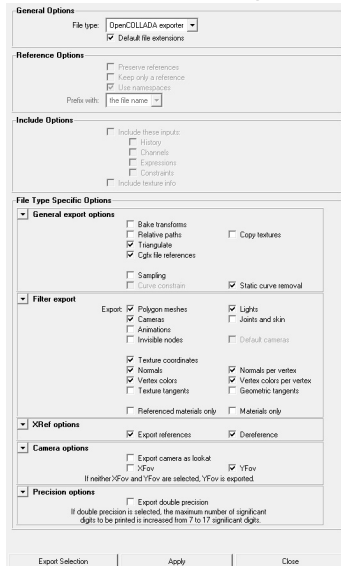 General Options
File type: OpenCOLLADA exporter
Default file extensions
Reference Options
Preserve references
Keep only a reference
Use namespaces
Prefix with: the file name
Include Options
Include these inputs:
History
Channels
Expressions
Constraints
Include texture info
File Type Specific Options
General export options
Bake transforms
Relative paths Copy textures
Triangulate
Cgfx file references
Sampling
Curve constrain Static curve removal
Filter export
Export: Polygon meshes Lights
Cameras Joints and skin
Animations
Invisible nodes Default cameras
Texture coordinates
Normals Normals per vertex
Vertex colors Vertex colors per vertex
Texture tangents Geometric tangents
Referenced materials only Materials only
XRef options
Export references Dereference
Camera options
Export camera as lookat
XFov YFov
If neither XFov and YFov are selected, YFov is exported.
Precision options
Export double precision
If double precision is selected, the maximum number of significant
digits to be printed is increased from 7 to 17 significant digits.
Export Selection Apply Close